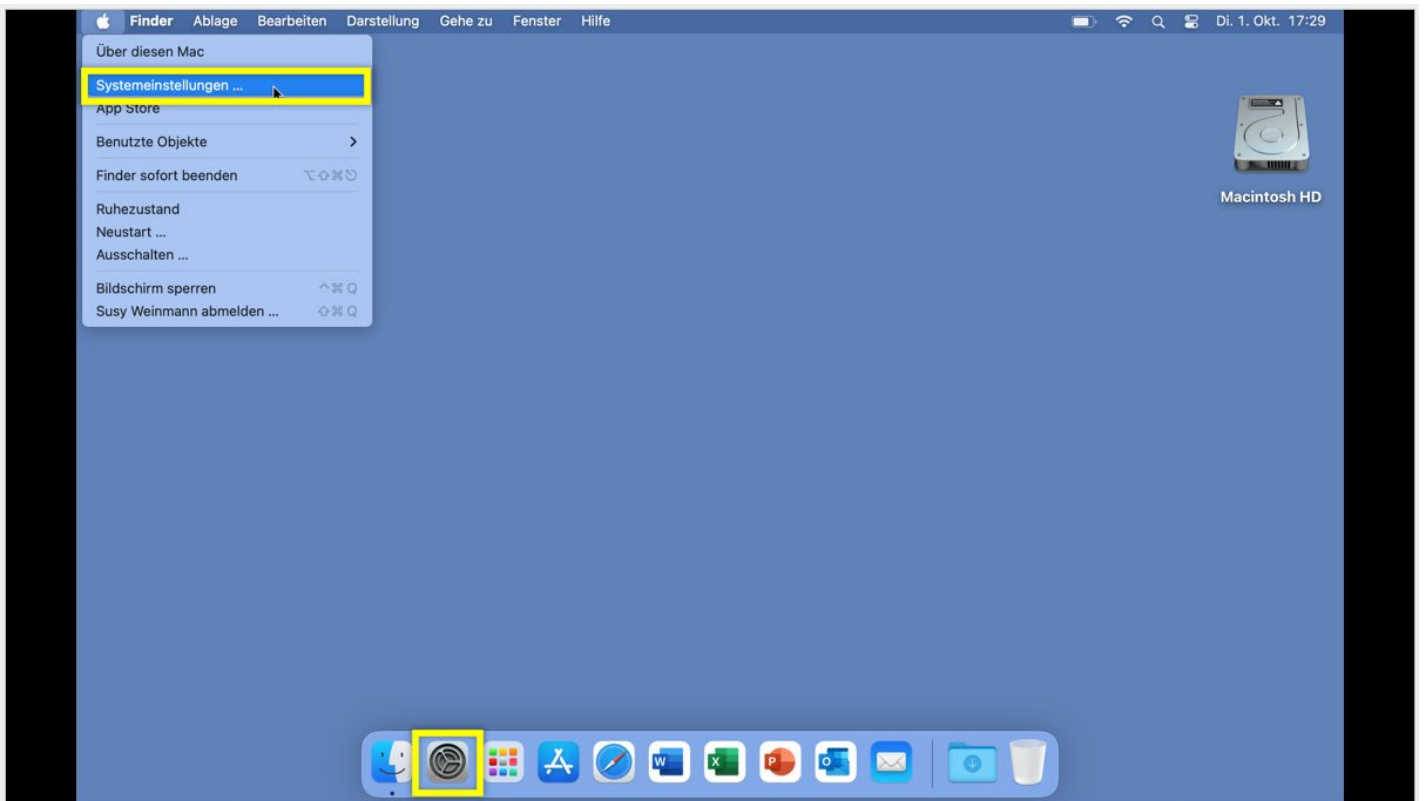 Finder Ablage Bearbeiten Darstellung Gehe zu Fenster Hilfe Di. 1. Okt. 17:29
Über diesen Mac
Systemeinstellungen ...
App Store
Benutzte Objekte
Finder sofort beenden ⌥⇧⌘⎋
Ruhezustand
Neustart ...
Ausschalten ...
Bildschirm sperren ^⌘Q
Susy Weinmann abmelden ... ⇧⌘Q
Macintosh HD
W X P O